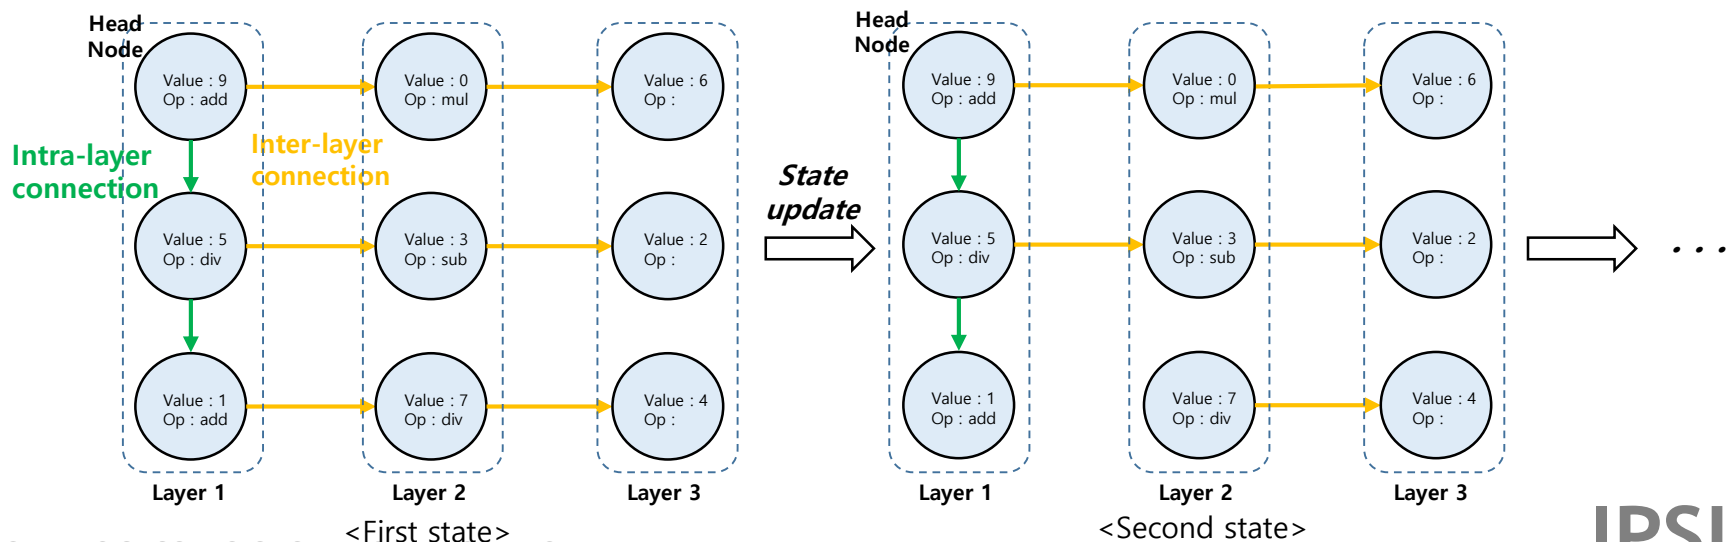 Head
Node
Value : 9
Op : add
Value : 0
Op : mul
Value : 6
Op :
Intra-layer
connection
Inter-layer
connection
Value : 5
Op : div
Value : 3
Op : sub
Value : 2
Op :
Value : 1
Op : add
Value : 7
Op : div
Value : 4
Op :
Layer 1
Layer 2
Layer 3
<First state>
State
update
Head
Node
Value : 9
Op : add
Value : 0
Op : mul
Value : 6
Op :
Value : 5
Op : div
Value : 3
Op : sub
Value : 2
Op :
Value : 1
Op : add
Value : 7
Op : div
Value : 4
Op :
Layer 1
Layer 2
Layer 3
<Second state>
. . .